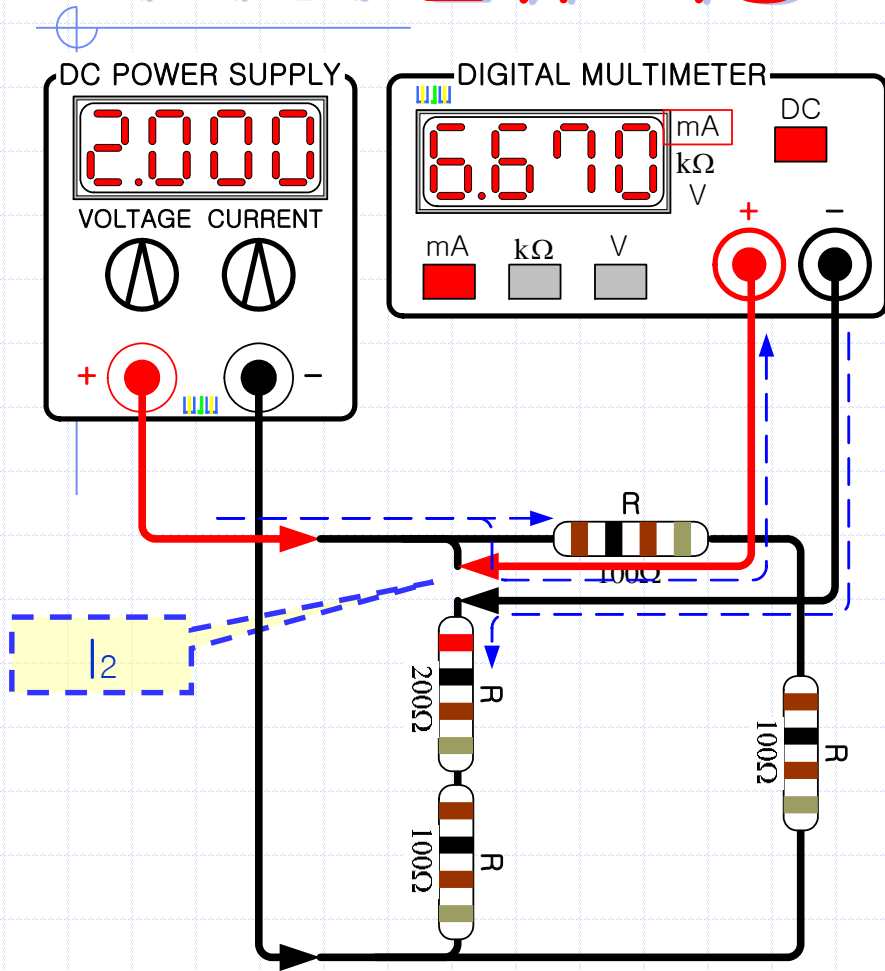 DC POWER SUPPLY
2.000
VOLTAGE CURRENT
+ −
DIGITAL MULTIMETER
6.670
mA
kΩ
V
DC
mA kΩ V
+ −
R
100Ω
I2
R
200Ω
R
100Ω
R
100Ω